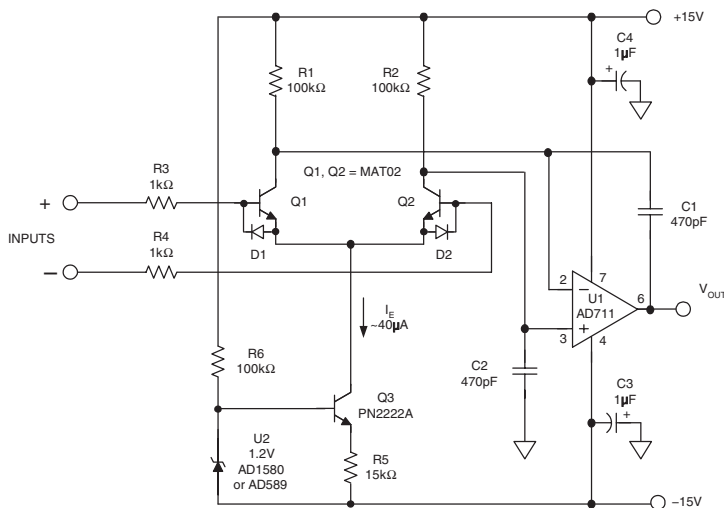 +15V
C4
1µF
+
R1
100kΩ
R2
100kΩ
Q1, Q2 = MAT02
R3
1kΩ
+
Q1
Q2
C1
470pF
INPUTS
R4
1kΩ
−
D1
D2
2
−
7
U1
AD711
6
VOUT
3
+
4
IE
~40µA
R6
100kΩ
C2
470pF
C3
1µF
+
Q3
PN2222A
U2
1.2V
AD1580
or AD589
R5
15kΩ
−15V